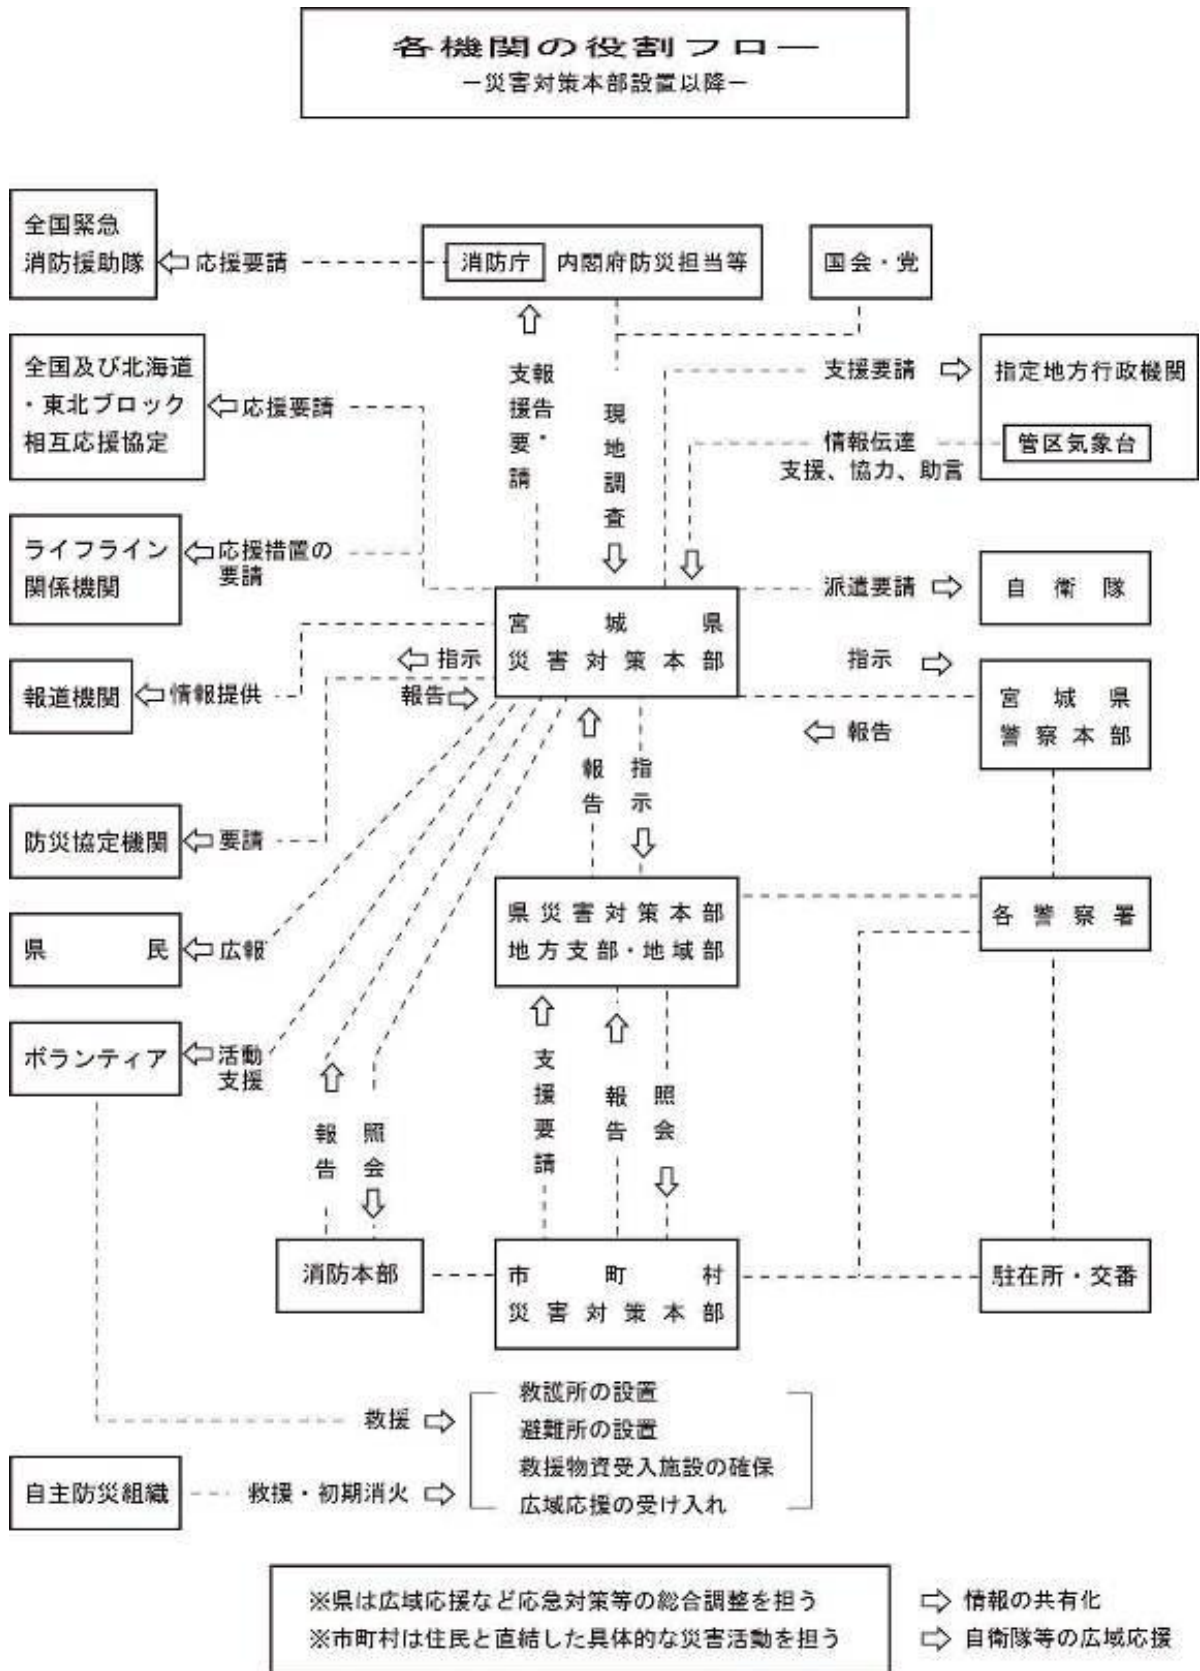 各機関の役割フロー
－災害対策本部設置以降－
全国緊急
消防援助隊
応援要請
消防庁 内閣府防災担当等
国会・党
全国及び北海道
・東北ブロック
相互応援協定
応援要請
報告・
支援要請
現地調査
支援要請
指定地方行政機関
情報伝達
支援、協力、助言
管区気象台
ライフライン
関係機関
応援措置の
要請
宮城県
災害対策本部
派遣要請
自衛隊
報道機関
情報提供
指示
報告
指示
報告
宮城県
警察本部
報告
指示
防災協定機関
要請
県災害対策本部
地方支部・地域部
各警察署
県民
広報
ボランティア
活動
支援
報告
照会
支援要請
報告
照会
消防本部
市町村
災害対策本部
駐在所・交番
救援
救護所の設置
避難所の設置
救援物資受入施設の確保
広域応援の受け入れ
自主防災組織
救援・初期消火
※県は広域応援など応急対策等の総合調整を担う
※市町村は住民と直結した具体的な災害活動を担う
⇨ 情報の共有化
⇨ 自衛隊等の広域応援